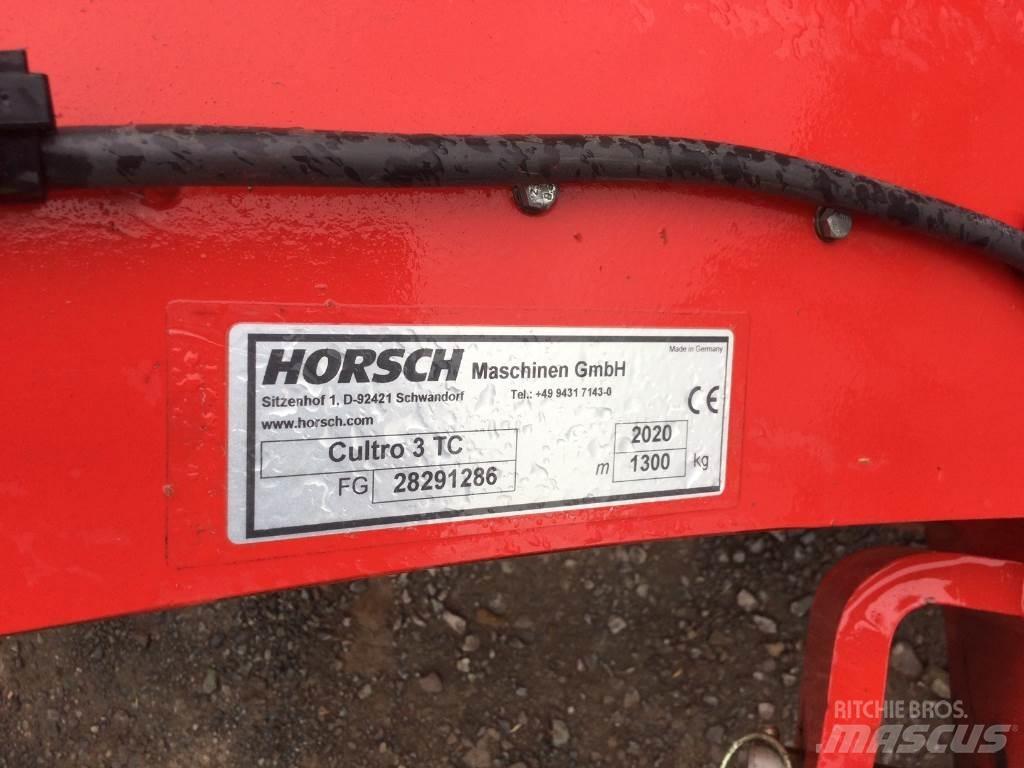 HORSCH Maschinen GmbH
Made in Germany
Sitzenhof 1, D-92421 Schwandorf Tel.: +49 9431 7143-0
www.horsch.com
CE
Cultro 3 TC 2020
FG 28291286 m 1300 kg
RITCHIE BROS.
MASCUS